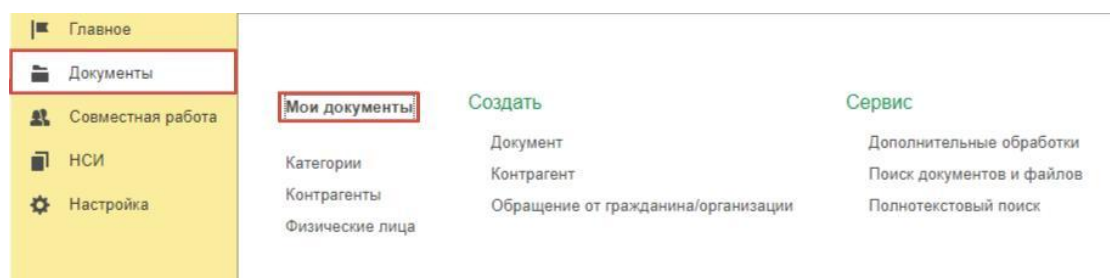 Главное
Документы
Совместная работа
НСИ
Настройка
Мои документы
Категории
Контрагенты
Физические лица
Создать
Документ
Контрагент
Обращение от гражданина/организации
Сервис
Дополнительные обработки
Поиск документов и файлов
Полнотекстовый поиск